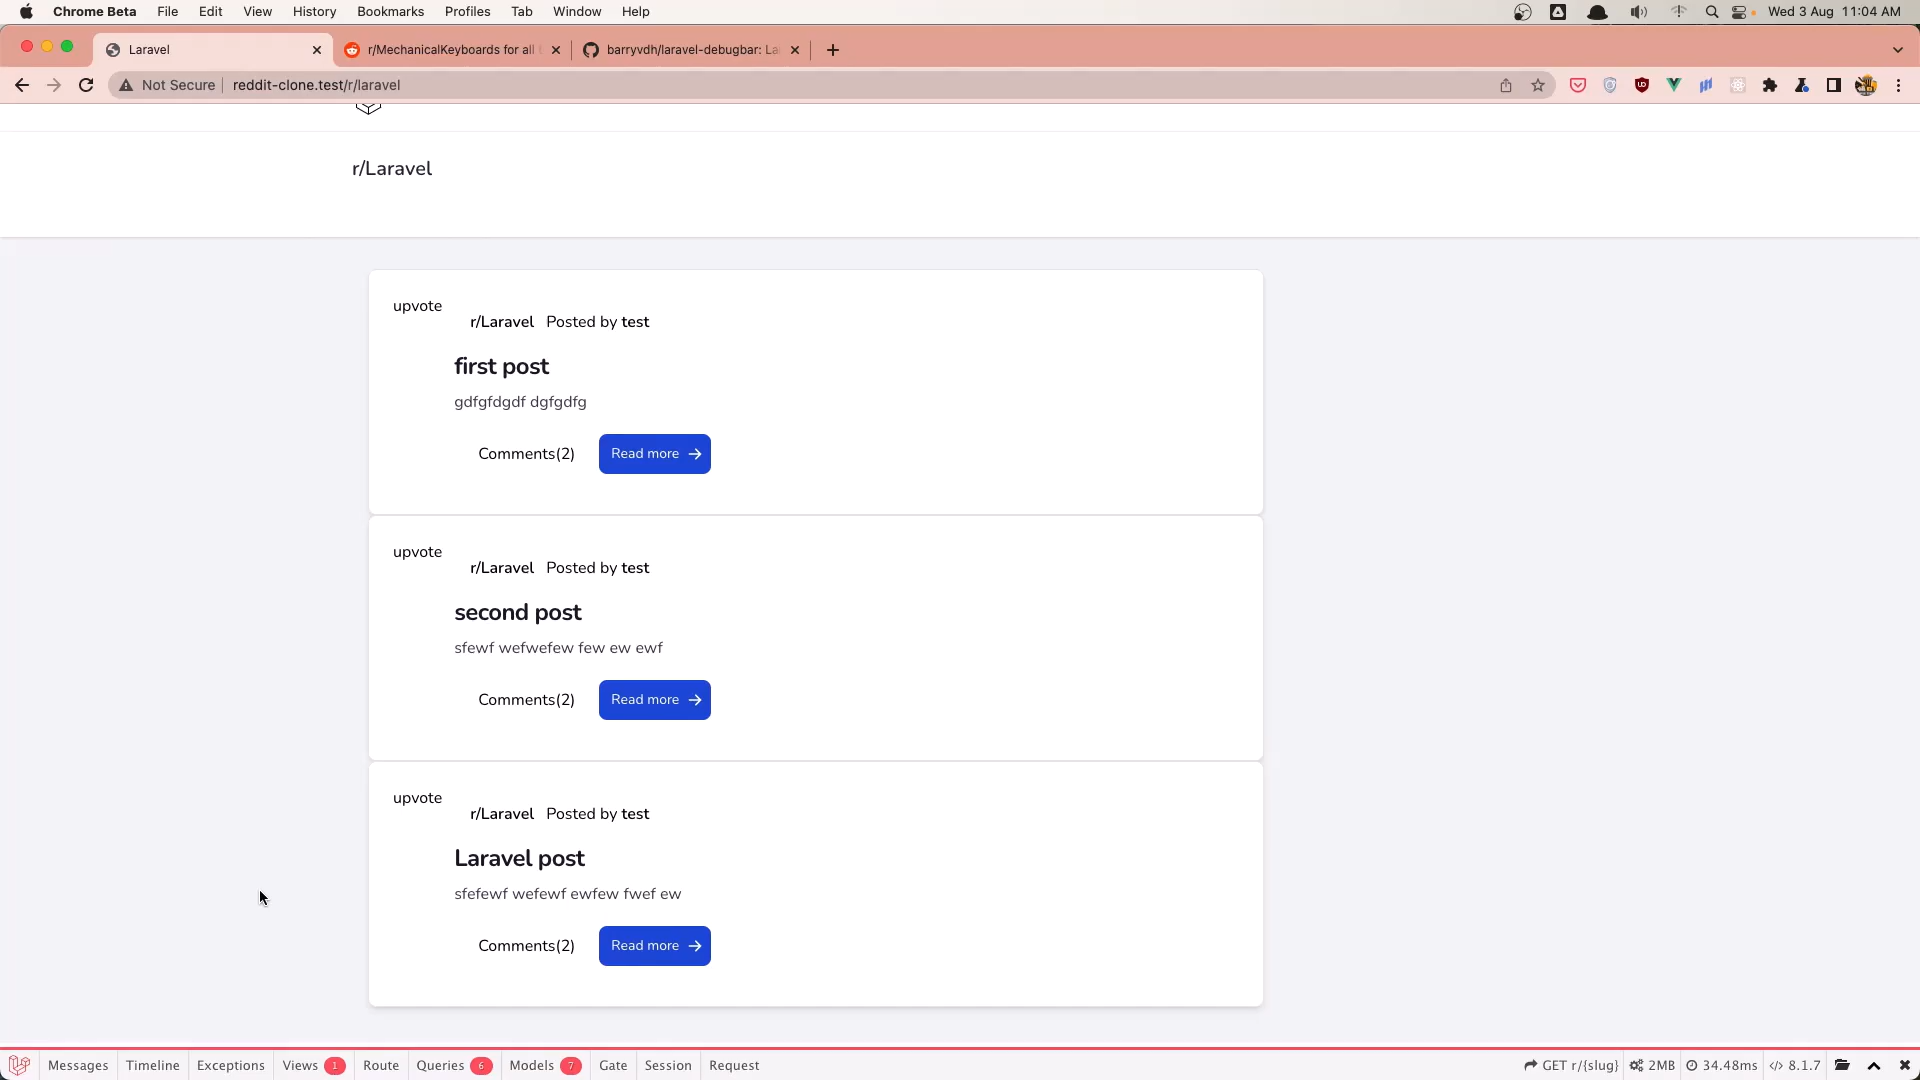 Chrome Beta File Edit View History Bookmarks Profiles Tab Window Help Wed 3 Aug 11:04 AM
Laravel r/MechanicalKeyboards for all barryvdh/laravel-debugbar: La
Not Secure reddit-clone.test/r/laravel
r/Laravel
upvote
r/Laravel Posted by test
first post
gdfgfdgdf dgfgdfg
Comments(2) Read more
upvote
r/Laravel Posted by test
second post
sfewf wefwefew few ew ewf
Comments(2) Read more
upvote
r/Laravel Posted by test
Laravel post
sfefewf wefewf ewfew fwef ew
Comments(2) Read more
Messages Timeline Exceptions Views 1 Route Queries 6 Models 7 Gate Session Request GET r/{slug} 2MB 34.48ms 8.1.7